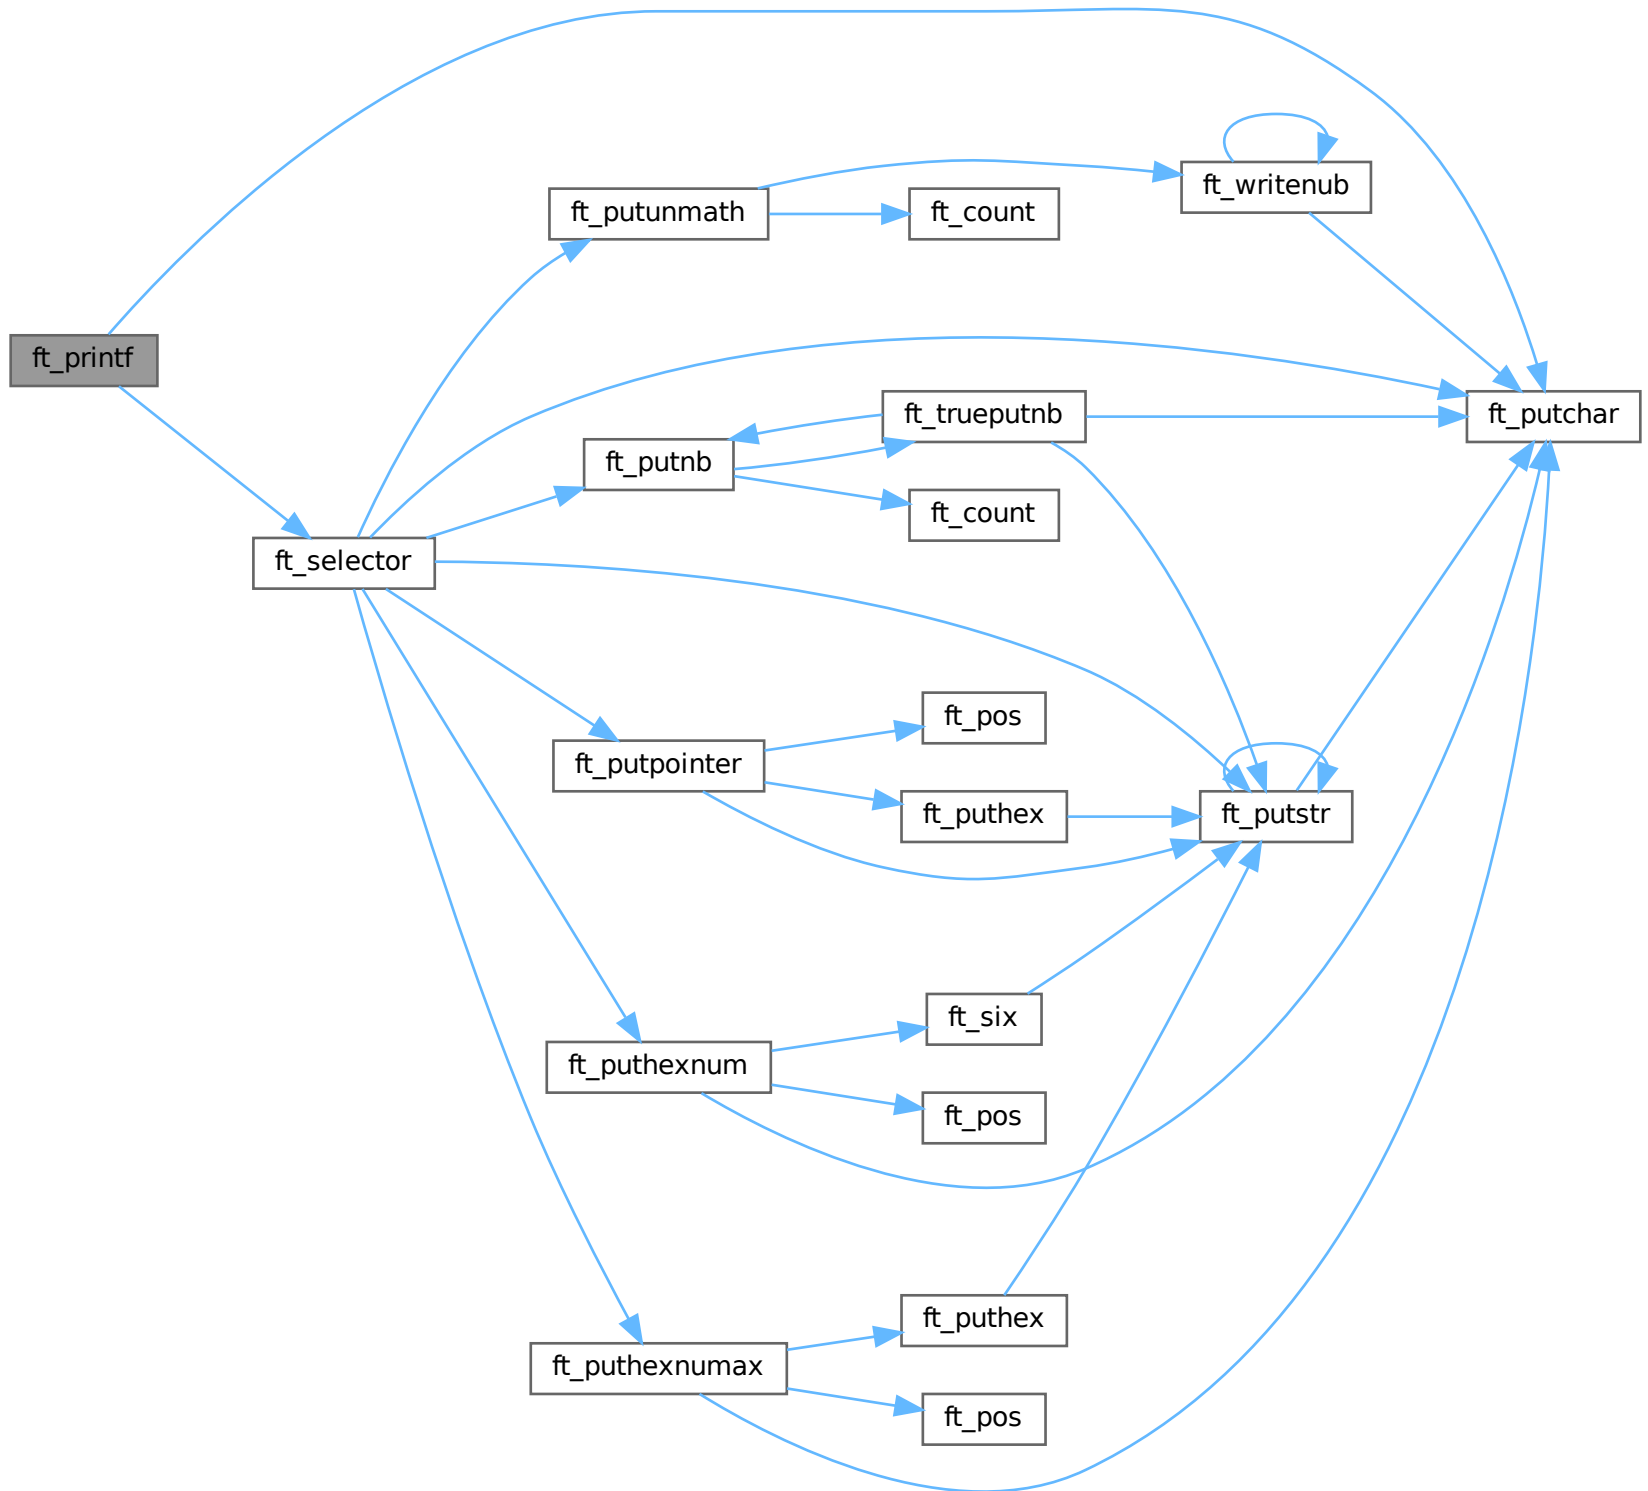 ft_printf
ft_selector
ft_putunmath
ft_writenub
ft_count
ft_trueputnb
ft_putchar
ft_putnb
ft_count
ft_pos
ft_putpointer
ft_puthex
ft_putstr
ft_six
ft_puthexnum
ft_pos
ft_puthex
ft_puthexnumax
ft_pos